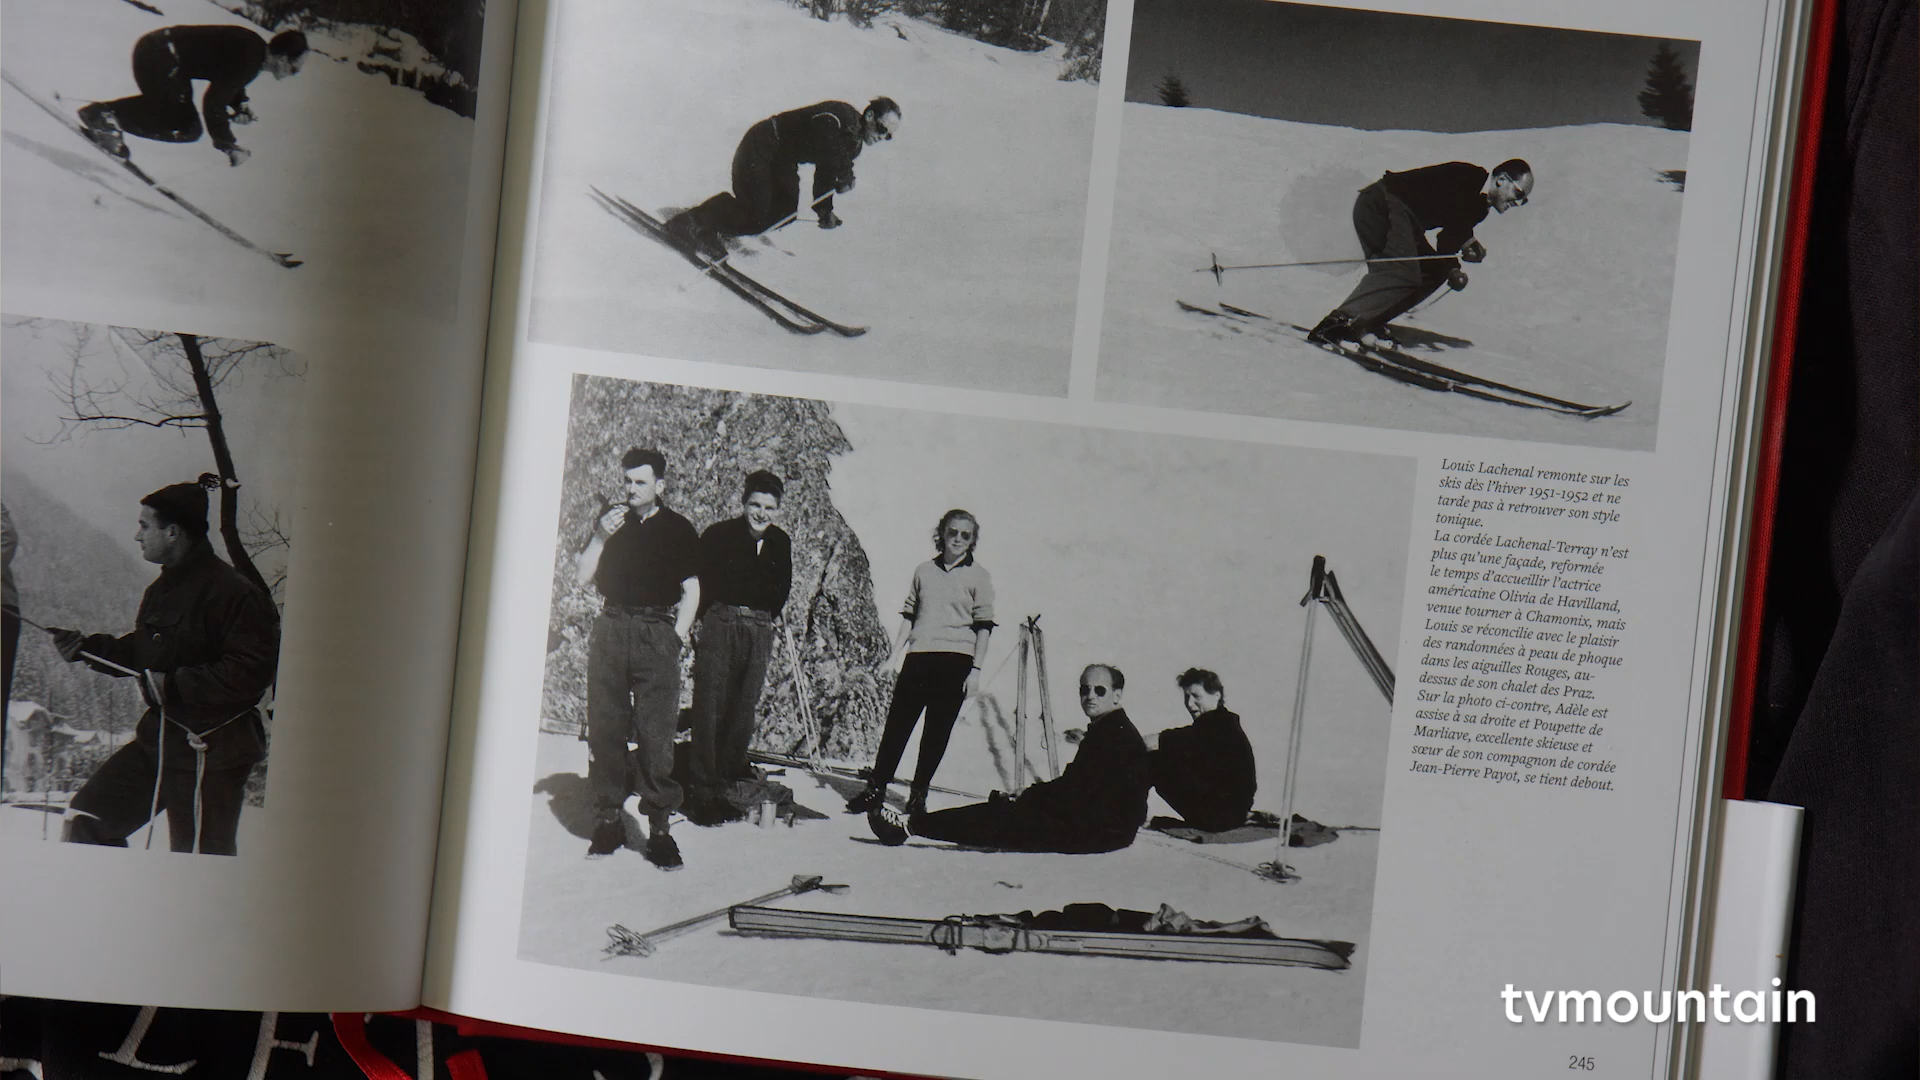 Louis Lachenal remonte sur les
skis dès l'hiver 1951-1952 et ne
tarde pas à retrouver son style
tonique.
La cordée Lachenal-Terray n'est
plus qu'une façade, reformée
le temps d'accueillir l'actrice
américaine Olivia de Havilland,
venue tourner à Chamonix, mais
Louis se réconcilie avec le plaisir
des randonnées à peau de phoque
dans les aiguilles Rouges, au-
dessus de son chalet des Praz.
Sur la photo ci-contre, Adèle est
assise à sa droite et Poupette de
Marliave, excellente skieuse et
sœur de son compagnon de cordée
Jean-Pierre Payot, se tient debout.
tvmountain
245